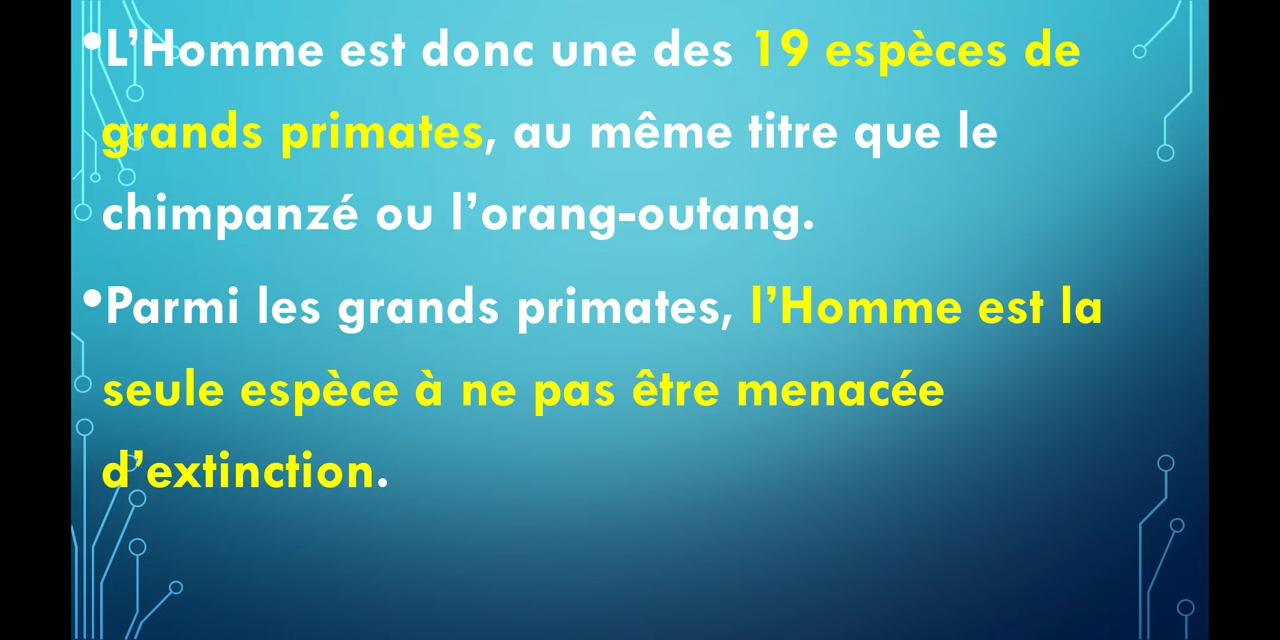 •L’Homme est donc une des 19 espèces de
grands primates, au même titre que le
chimpanzé ou l’orang-outang.
•Parmi les grands primates, l’Homme est la
seule espèce à ne pas être menacée
d’extinction.